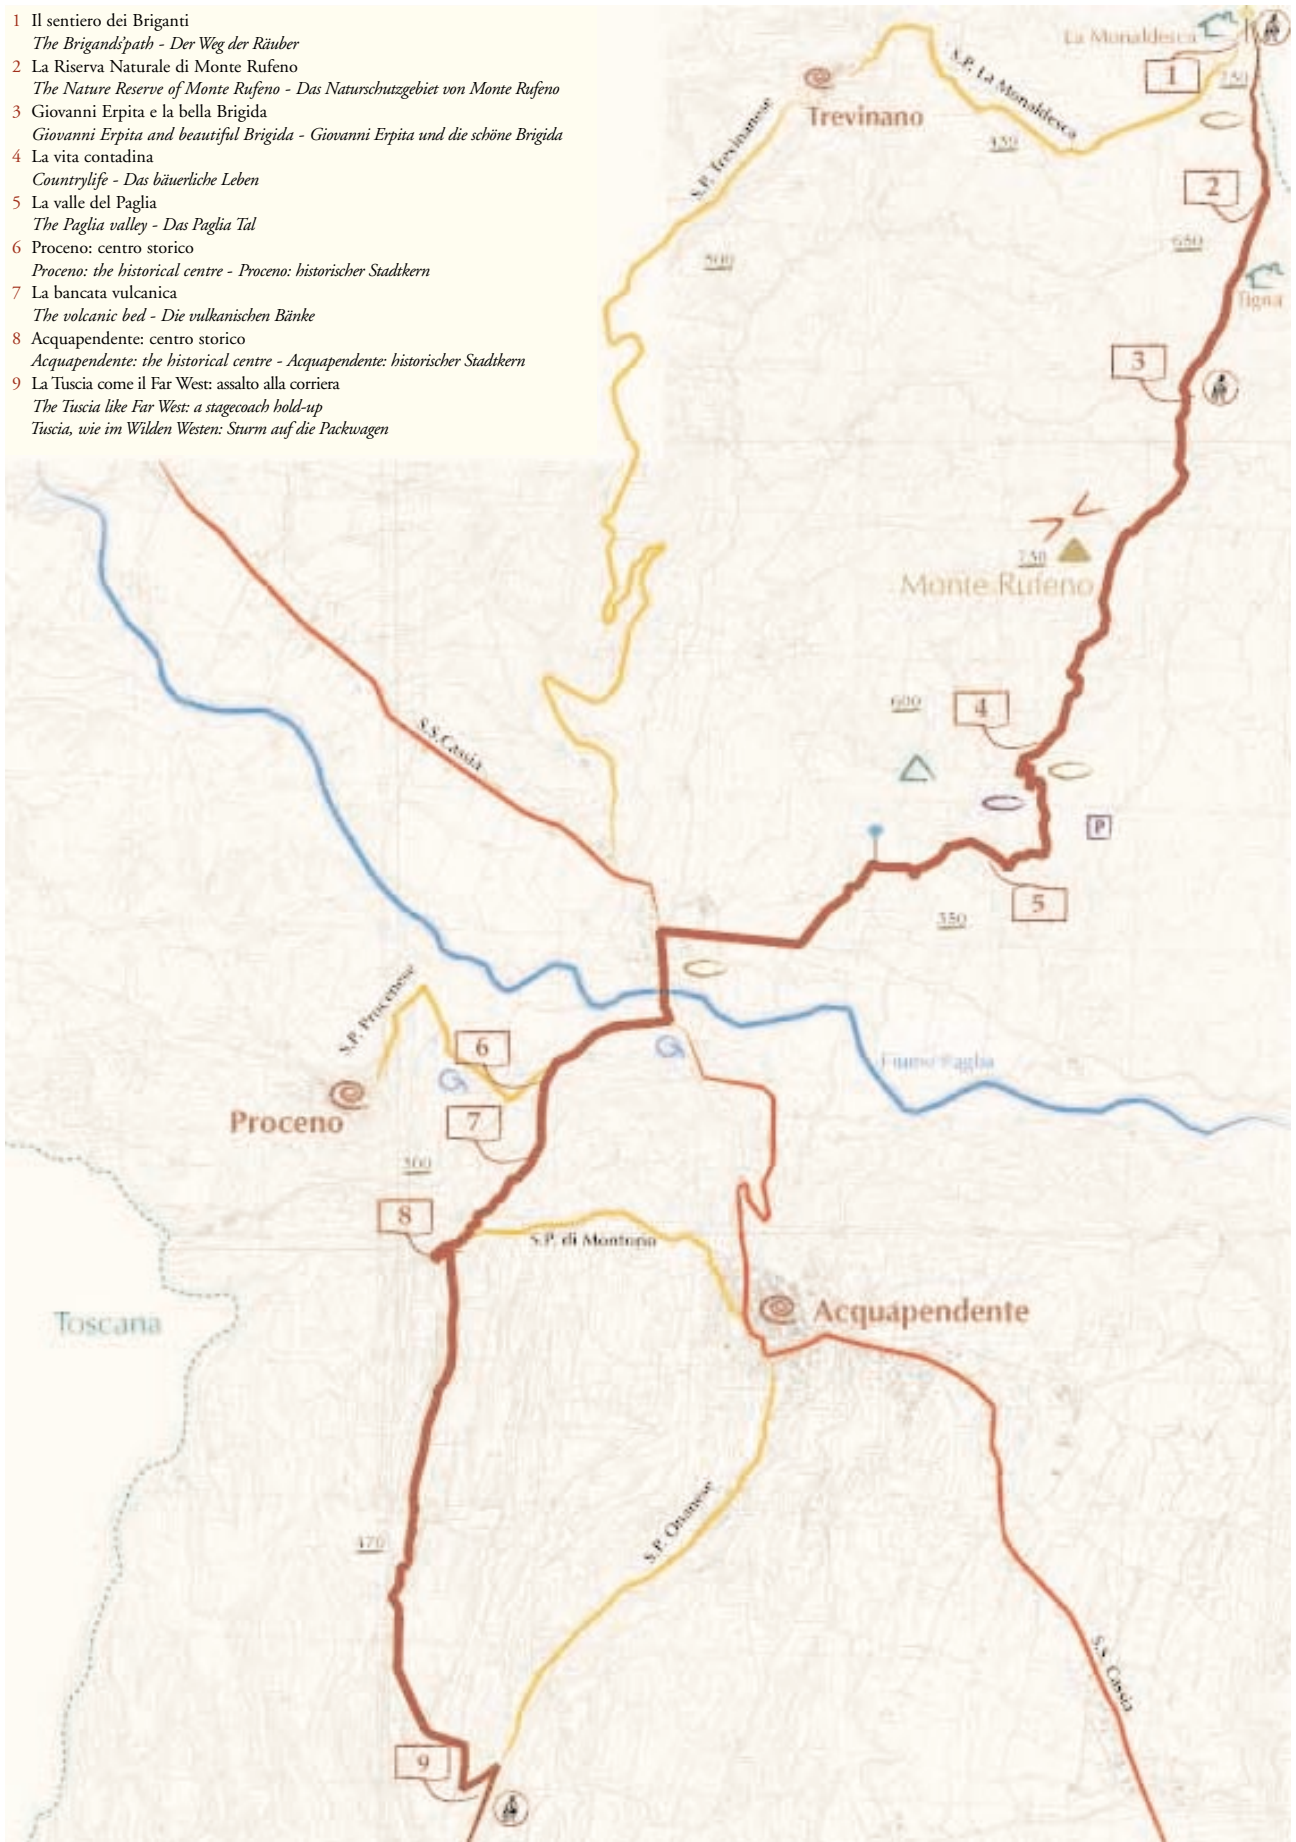 1 Il sentiero dei Briganti
The Brigands'path - Der Weg der Räuber
2 La Riserva Naturale di Monte Rufeno
The Nature Reserve of Monte Rufeno - Das Naturschutzgebiet von Monte Rufeno
3 Giovanni Erpita e la bella Brigida
Giovanni Erpita and beautiful Brigida - Giovanni Erpita und die schöne Brigida
4 La vita contadina
Countrylife - Das bäuerliche Leben
5 La valle del Paglia
The Paglia valley - Das Paglia Tal
6 Proceno: centro storico
Proceno: the historical centre - Proceno: historischer Stadtkern
7 La bancata vulcanica
The volcanic bed - Die vulkanischen Bänke
8 Acquapendente: centro storico
Acquapendente: the historical centre - Acquapendente: historischer Stadtkern
9 La Tuscia come il Far West: assalto alla corriera
The Tuscia like Far West: a stagecoach hold-up
Tuscia, wie im Wilden Westen: Sturm auf die Packwagen
La Monaldesca
1
S.P. La Monaldesca
Trevinano
S.P. Trevinanese
2
650
500
Tigna
3
Monte Rufeno
600
4
S.S.Cassia
P
5
350
S.P. Procenese
6
Fiume Paglia
Proceno
7
500
8
S.P. di Montorio
Acquapendente
Toscana
S.P. Onanese
470
S.S. Cassia
9